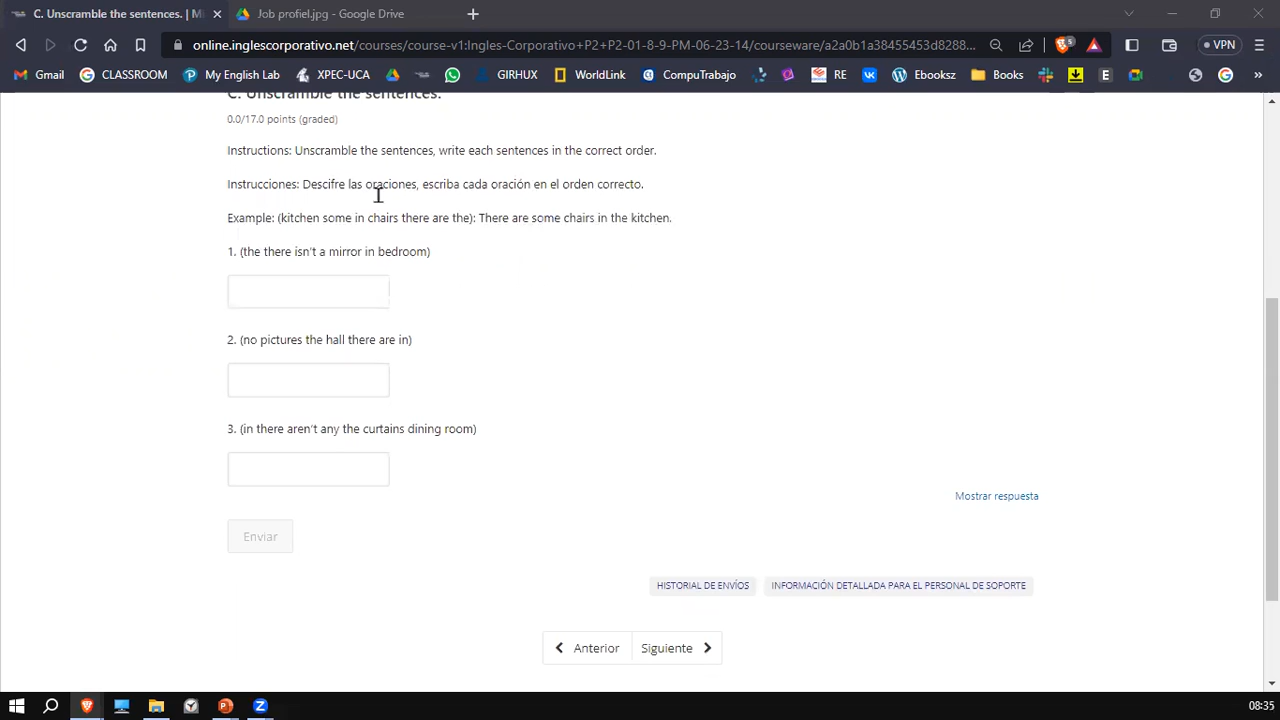 C. Unscramble the sentences. | Mi
Job profiel.jpg - Google Drive
online.inglescorporativo.net/courses/course-v1:Ingles-Corporativo+P2+P2-01-8-9-PM-06-23-14/courseware/a2a0b1a38455453d8288...
5
VPN
Gmail
CLASSROOM
My English Lab
XPEC-UCA
GIRHUX
WorldLink
CompuTrabajo
RE
Ebooksz
Books
E
»
C. Unscramble the sentences.
0.0/17.0 points (graded)
Instructions: Unscramble the sentences, write each sentences in the correct order.
Instrucciones: Descifre las oraciones, escriba cada oración en el orden correcto.
Example: (kitchen some in chairs there are the): There are some chairs in the kitchen.
1. (the there isn't a mirror in bedroom)
2. (no pictures the hall there are in)
3. (in there aren't any the curtains dining room)
Mostrar respuesta
Enviar
HISTORIAL DE ENVÍOS
INFORMACIÓN DETALLADA PARA EL PERSONAL DE SOPORTE
Anterior
Siguiente
08:35